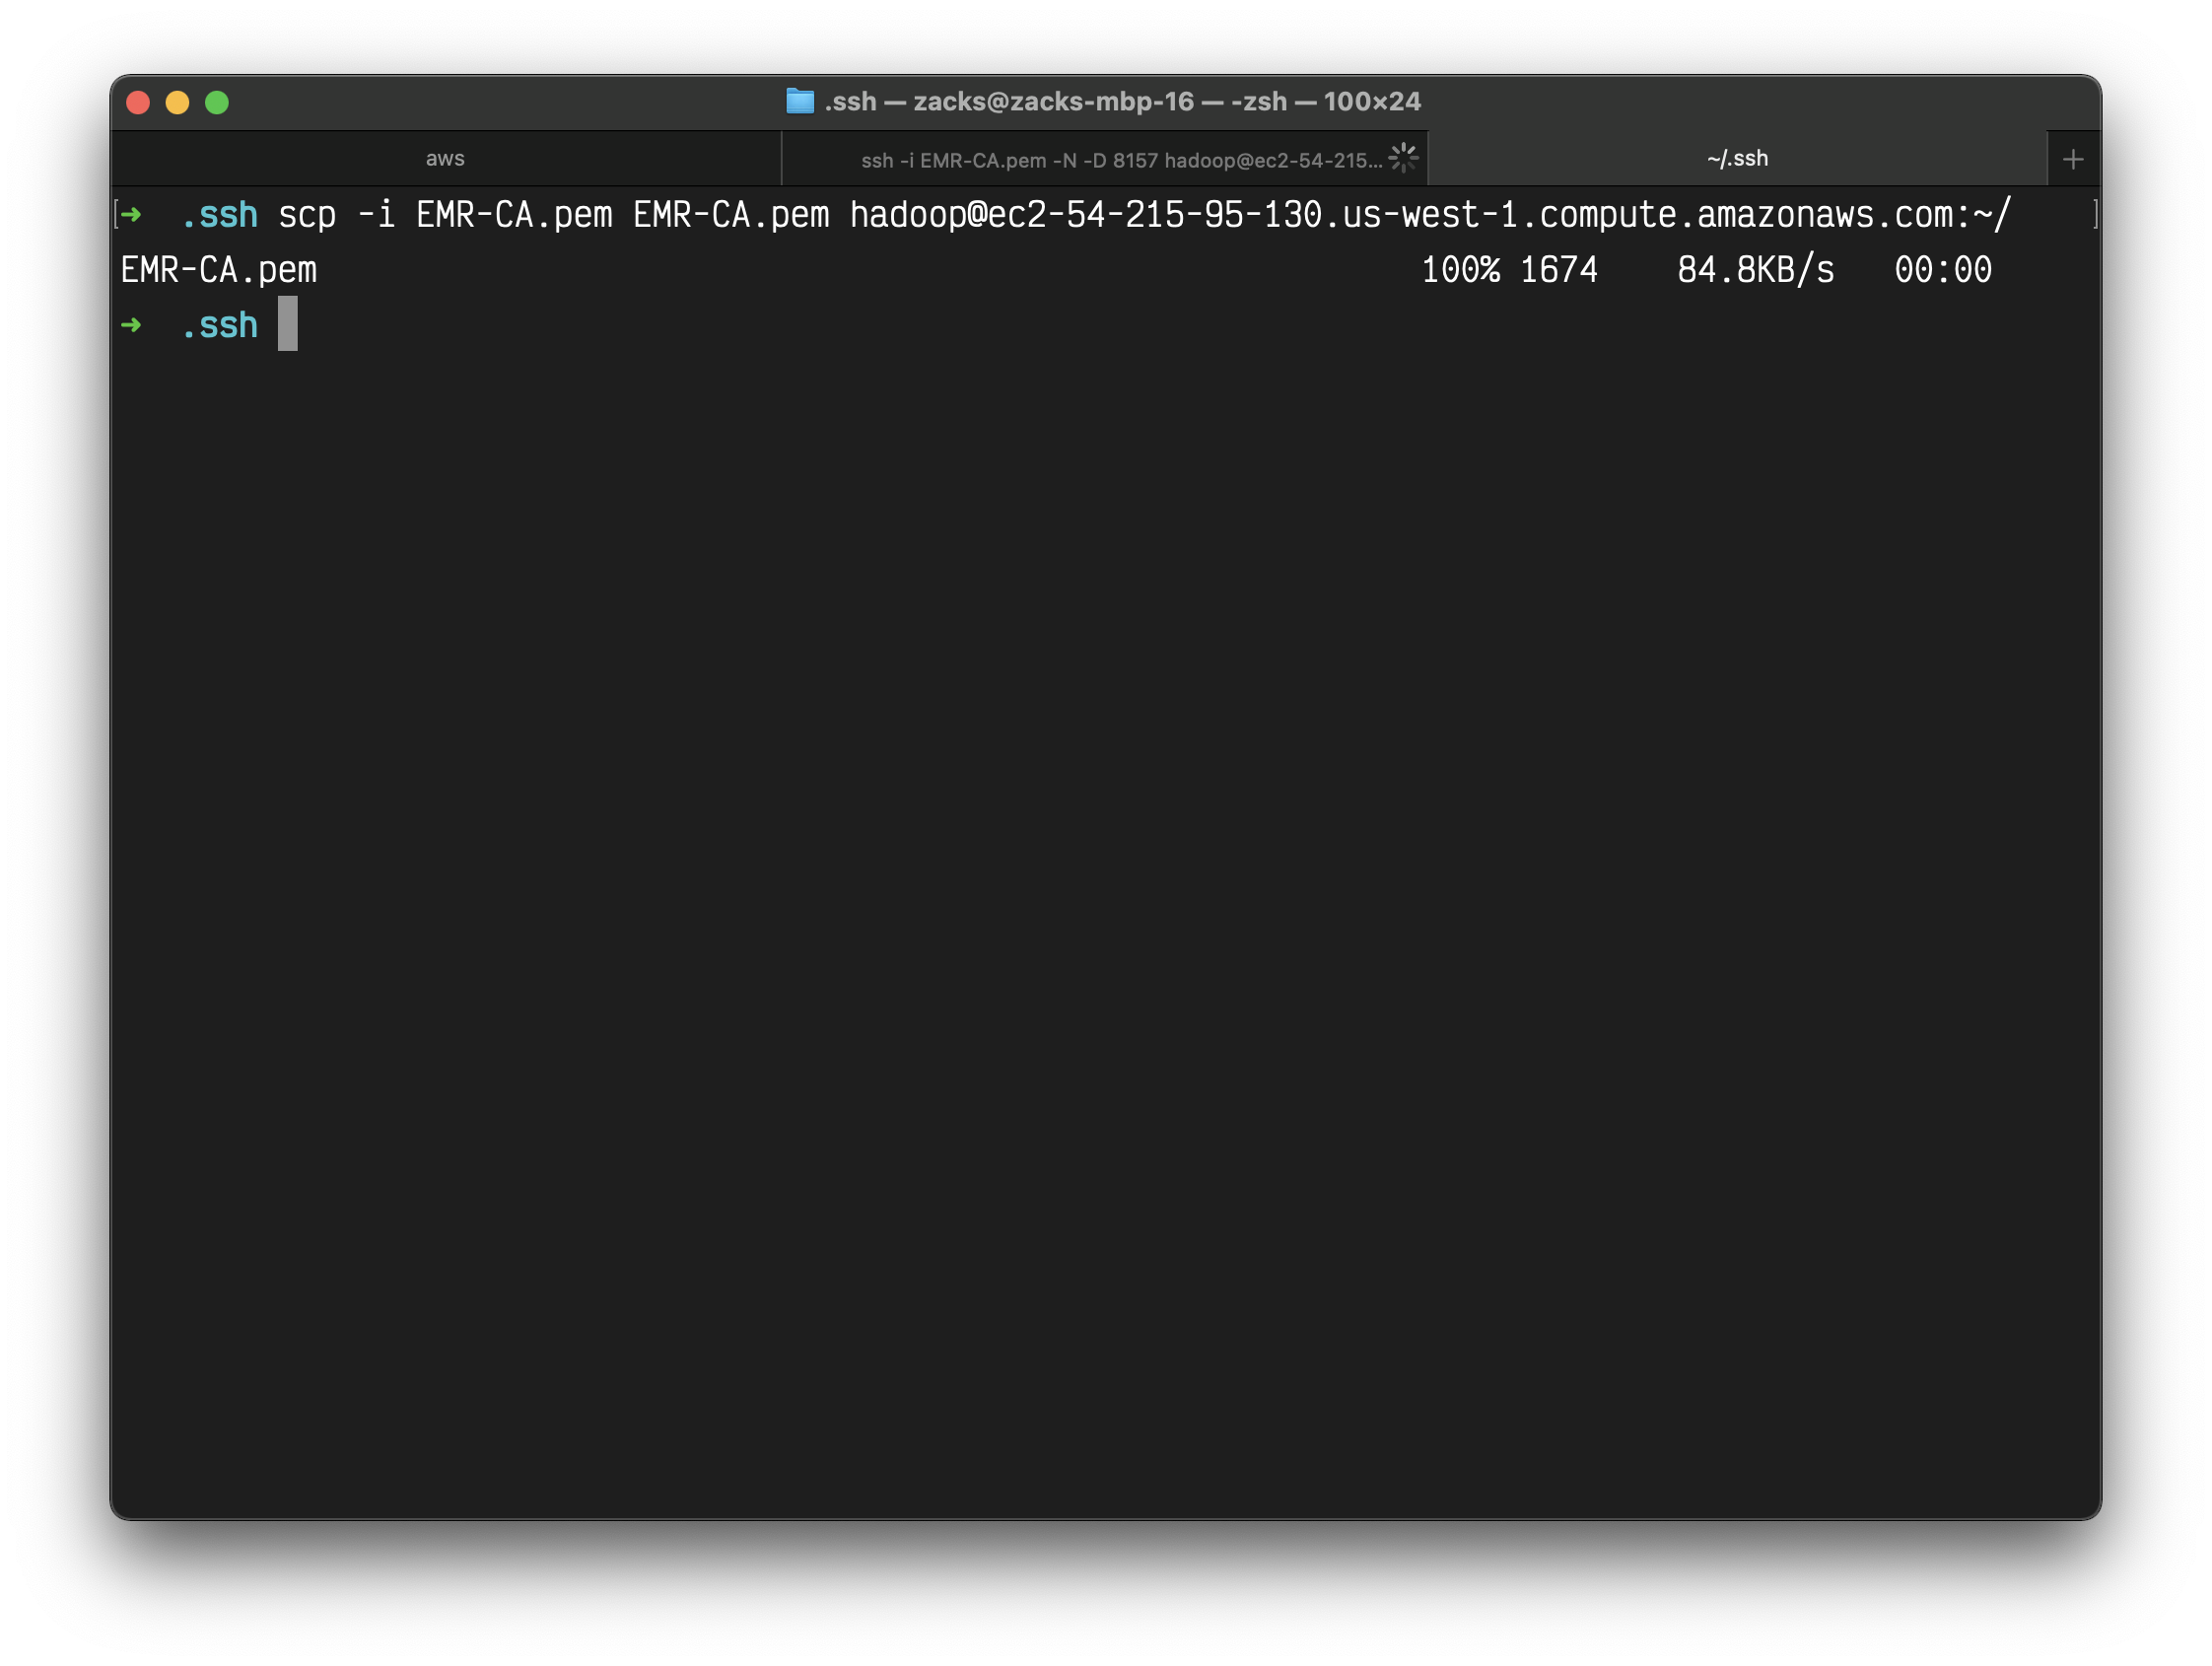 .ssh — zacks@zacks-mbp-16 — -zsh — 100×24
aws
ssh -i EMR-CA.pem -N -D 8157 hadoop@ec2-54-215...
~/.ssh
+
[➜ .ssh scp -i EMR-CA.pem EMR-CA.pem hadoop@ec2-54-215-95-130.us-west-1.compute.amazonaws.com:~/ ]
EMR-CA.pem 100% 1674 84.8KB/s 00:00
➜ .ssh